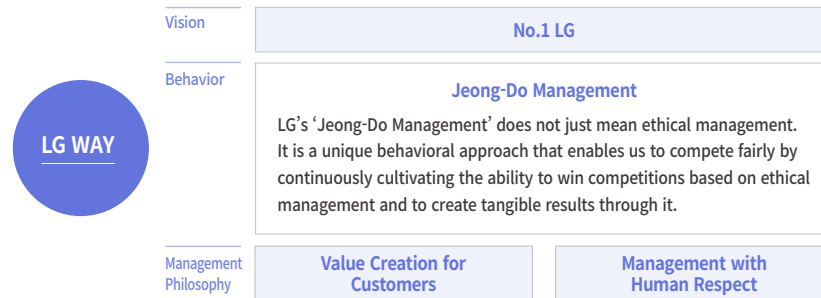 LG WAY
Vision
No.1 LG
Behavior
Jeong-Do Management
LG's ‘Jeong-Do Management’ does not just mean ethical management.
It is a unique behavioral approach that enables us to compete fairly by
continuously cultivating the ability to win competitions based on ethical
management and to create tangible results through it.
Management
Philosophy
Value Creation for
Customers
Management with
Human Respect